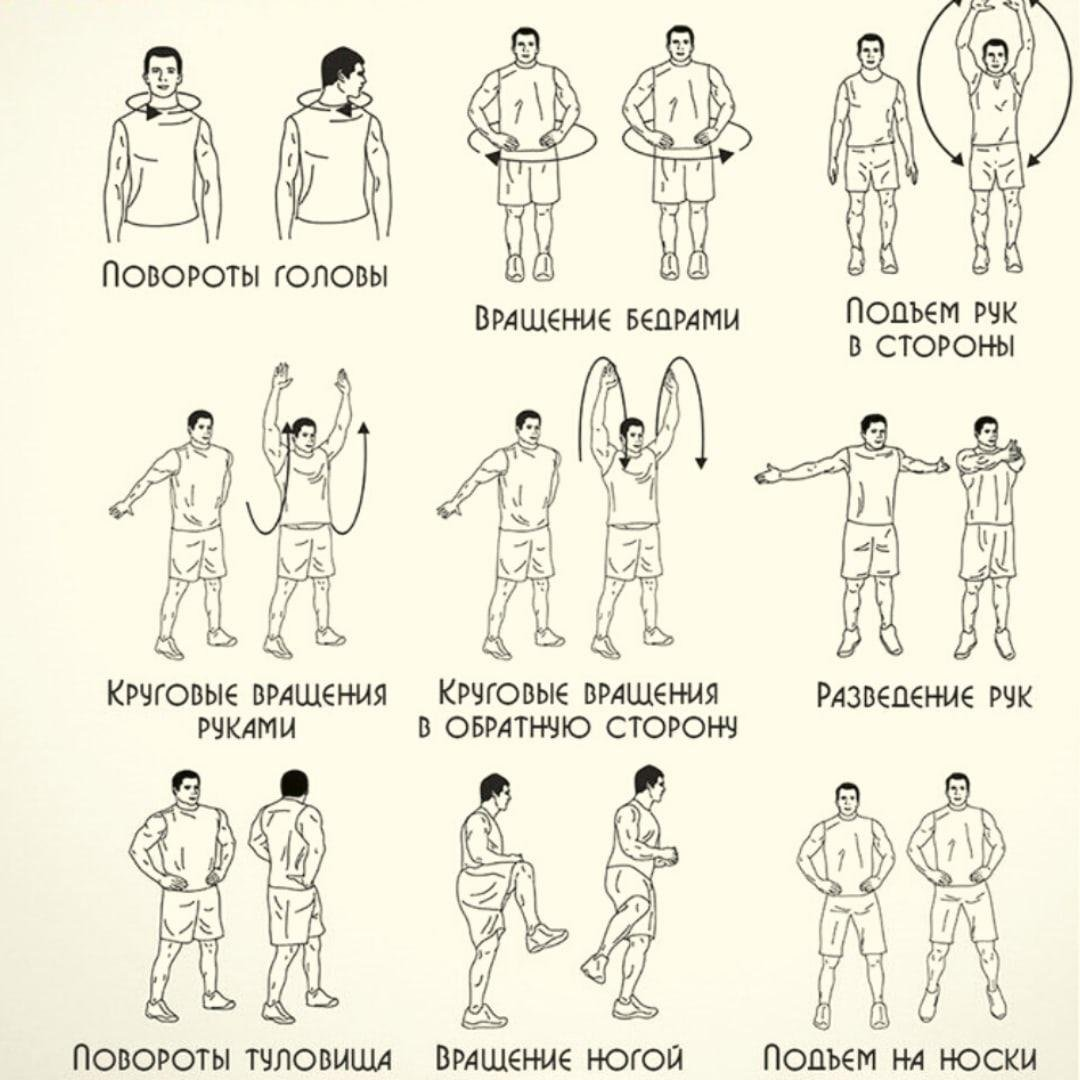 Повороты головы
Вращение бедрами
Подъем рук
в стороны
Круговые вращения
руками
Круговые вращения
в обратную сторону
Разведение рук
Повороты туловища
Вращение ногой
Подъем на носки